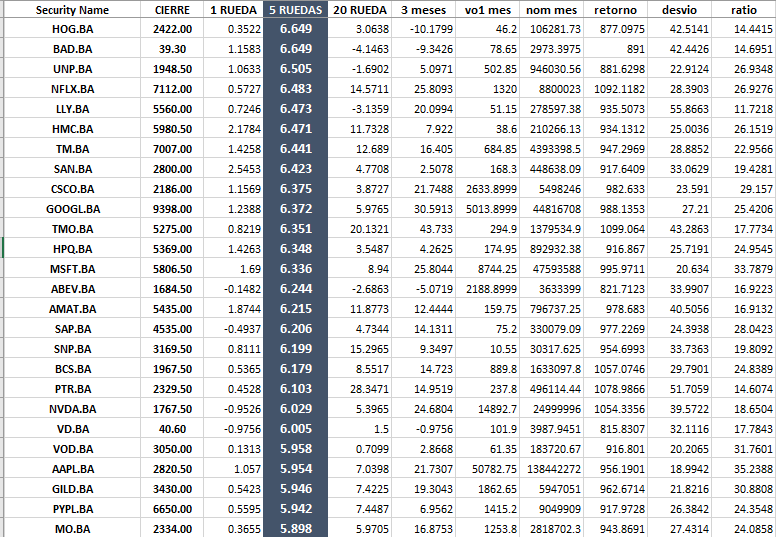 Security Name CIERRE 1 RUEDA 5 RUEDAS 20 RUEDA 3 meses vo1 mes nom mes retorno desvio ratio
HOG.BA 2422.00 0.3522 6.649 3.0638 -10.1799 46.2 106281.73 877.0975 42.5141 14.4415
BAD.BA 39.30 1.1583 6.649 -4.1463 -9.3426 78.65 2973.3975 891 42.4426 14.6951
UNP.BA 1948.50 1.0633 6.505 -1.6902 5.0971 502.85 946030.56 881.6298 22.9124 26.9348
NFLX.BA 7112.00 0.5727 6.483 14.5711 25.8093 1320 8800023 1092.1182 28.3903 26.9276
LLY.BA 5560.00 0.7246 6.473 -3.1359 20.0994 51.15 278597.38 935.5073 55.8663 11.7218
HMC.BA 5980.50 2.1784 6.471 11.7328 7.922 38.6 210266.13 934.1312 25.0036 26.1519
TM.BA 7007.00 1.4258 6.441 12.689 16.405 684.85 4393398.5 947.2969 28.8852 22.9566
SAN.BA 2800.00 2.5453 6.423 4.7708 2.5078 168.3 448638.09 917.6409 33.0629 19.4281
CSCO.BA 2186.00 1.1569 6.375 3.8727 21.7488 2633.8999 5498246 982.633 23.591 29.157
GOOGL.BA 9398.00 1.2388 6.372 5.9765 30.5913 5013.8999 44816708 988.1353 27.21 25.4206
TMO.BA 5275.00 0.8219 6.351 20.1321 43.733 294.9 1379534.9 1099.064 43.2863 17.7734
HPQ.BA 5369.00 1.4263 6.348 3.5487 4.2625 174.95 892932.38 916.867 25.7191 24.9545
MSFT.BA 5806.50 1.69 6.336 8.94 25.8044 8744.25 47593588 995.9711 20.634 33.7879
ABEV.BA 1684.50 -0.1482 6.244 -2.6863 -5.0719 2188.8999 3633399 821.7123 33.9907 16.9223
AMAT.BA 5435.00 1.8744 6.215 11.8773 12.4444 159.75 796737.25 978.683 40.5056 16.9132
SAP.BA 4535.00 -0.4937 6.206 4.7344 14.1311 75.2 330079.09 977.2269 24.3938 28.0423
SNP.BA 3169.50 0.8111 6.199 15.2965 9.3497 10.55 30317.625 954.6993 33.7363 19.8092
BCS.BA 1967.50 0.5365 6.179 8.5517 14.723 889.8 1633097.8 1057.0746 29.7901 24.8389
PTR.BA 2329.50 0.4528 6.103 28.3471 14.9519 237.8 496114.44 1078.9866 51.7059 14.6074
NVDA.BA 1767.50 -0.9526 6.029 5.3965 24.6804 14892.7 24999996 1054.3356 39.5722 18.6504
VD.BA 40.60 -0.9756 6.005 1.5 -0.9756 101.9 3987.9451 815.8307 32.1116 17.7843
VOD.BA 3050.00 0.1313 5.958 0.7099 2.8668 61.35 183720.67 916.801 20.2065 31.7601
AAPL.BA 2820.50 1.057 5.954 7.0398 21.7307 50782.75 138442272 956.1901 18.9942 35.2388
GILD.BA 3430.00 0.5423 5.946 7.4225 19.3043 1862.65 5947051 962.6714 21.8216 30.8808
PYPL.BA 6650.00 0.5595 5.942 7.4487 6.9562 1415.2 9049909 917.9728 26.3842 24.3548
MO.BA 2334.00 0.3655 5.898 5.9705 16.8753 1253.8 2818702.3 943.8691 27.4314 24.0858